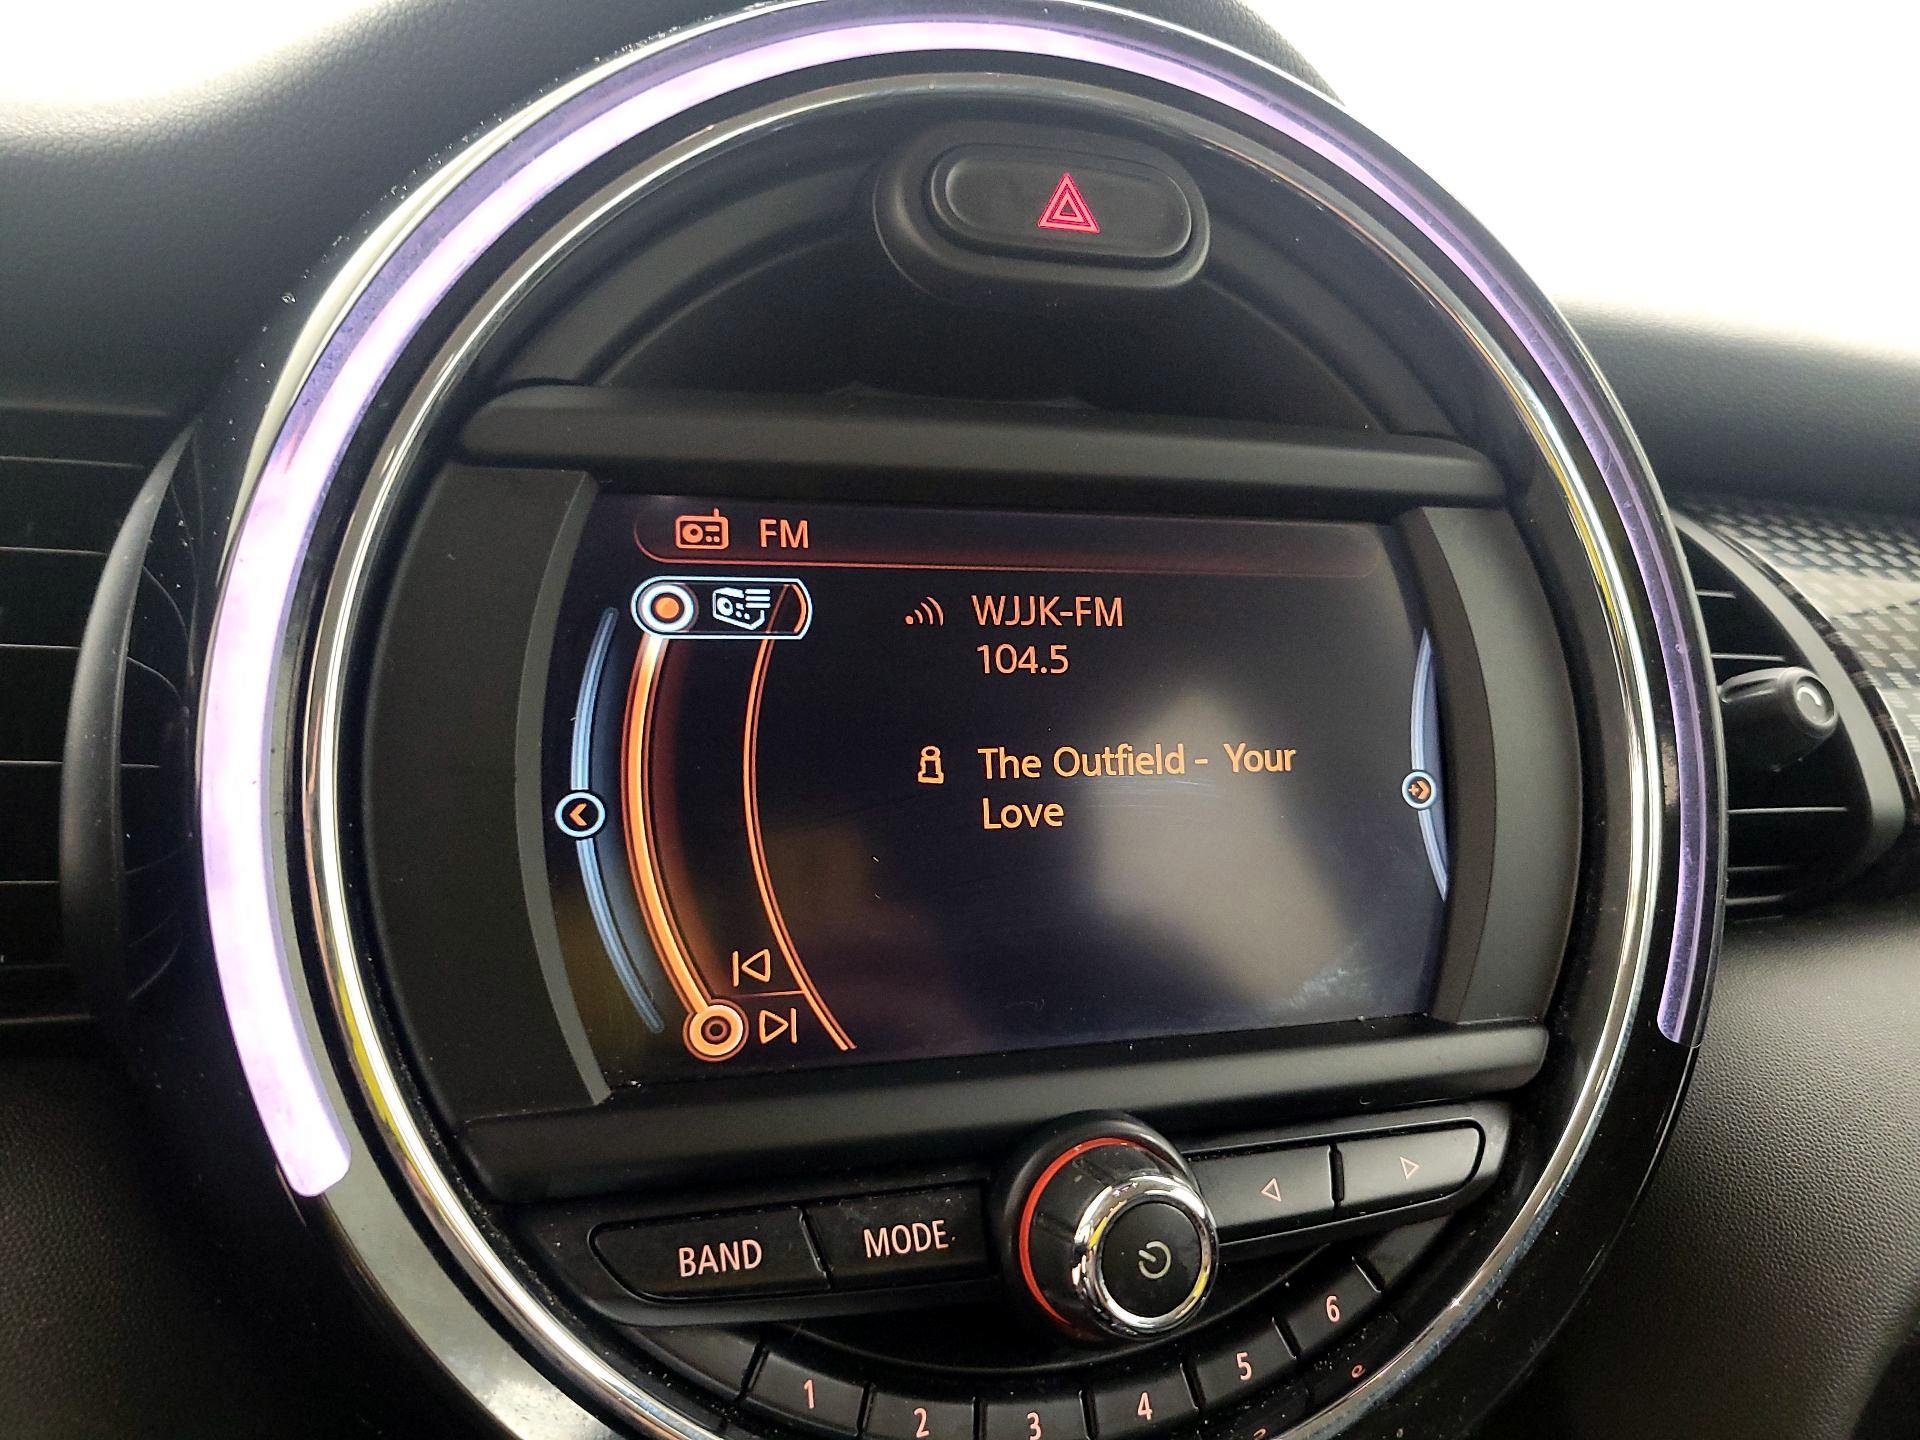 FM
WJJK-FM
104.5
The Outfield - Your
Love
BAND
MODE
1
2
3
4
5
6